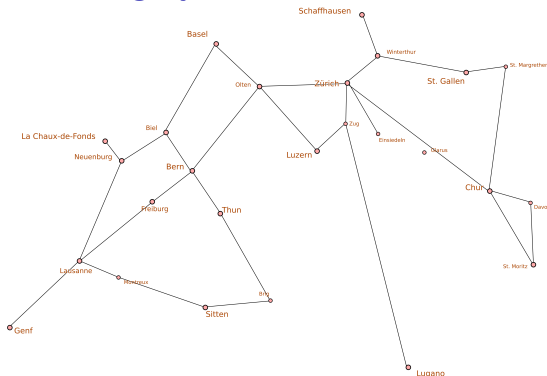 Schaffhausen
Basel
Winterthur
St. Margrethen
Olten
Zürich
St. Gallen
Biel
Zug
La Chaux-de-Fonds
Einsiedeln
Glarus
Neuenburg
Luzern
Bern
Chur
Freiburg
Thun
Davo
Lausanne
St. Moritz
Montreux
Brig
Sitten
Genf
Lugano